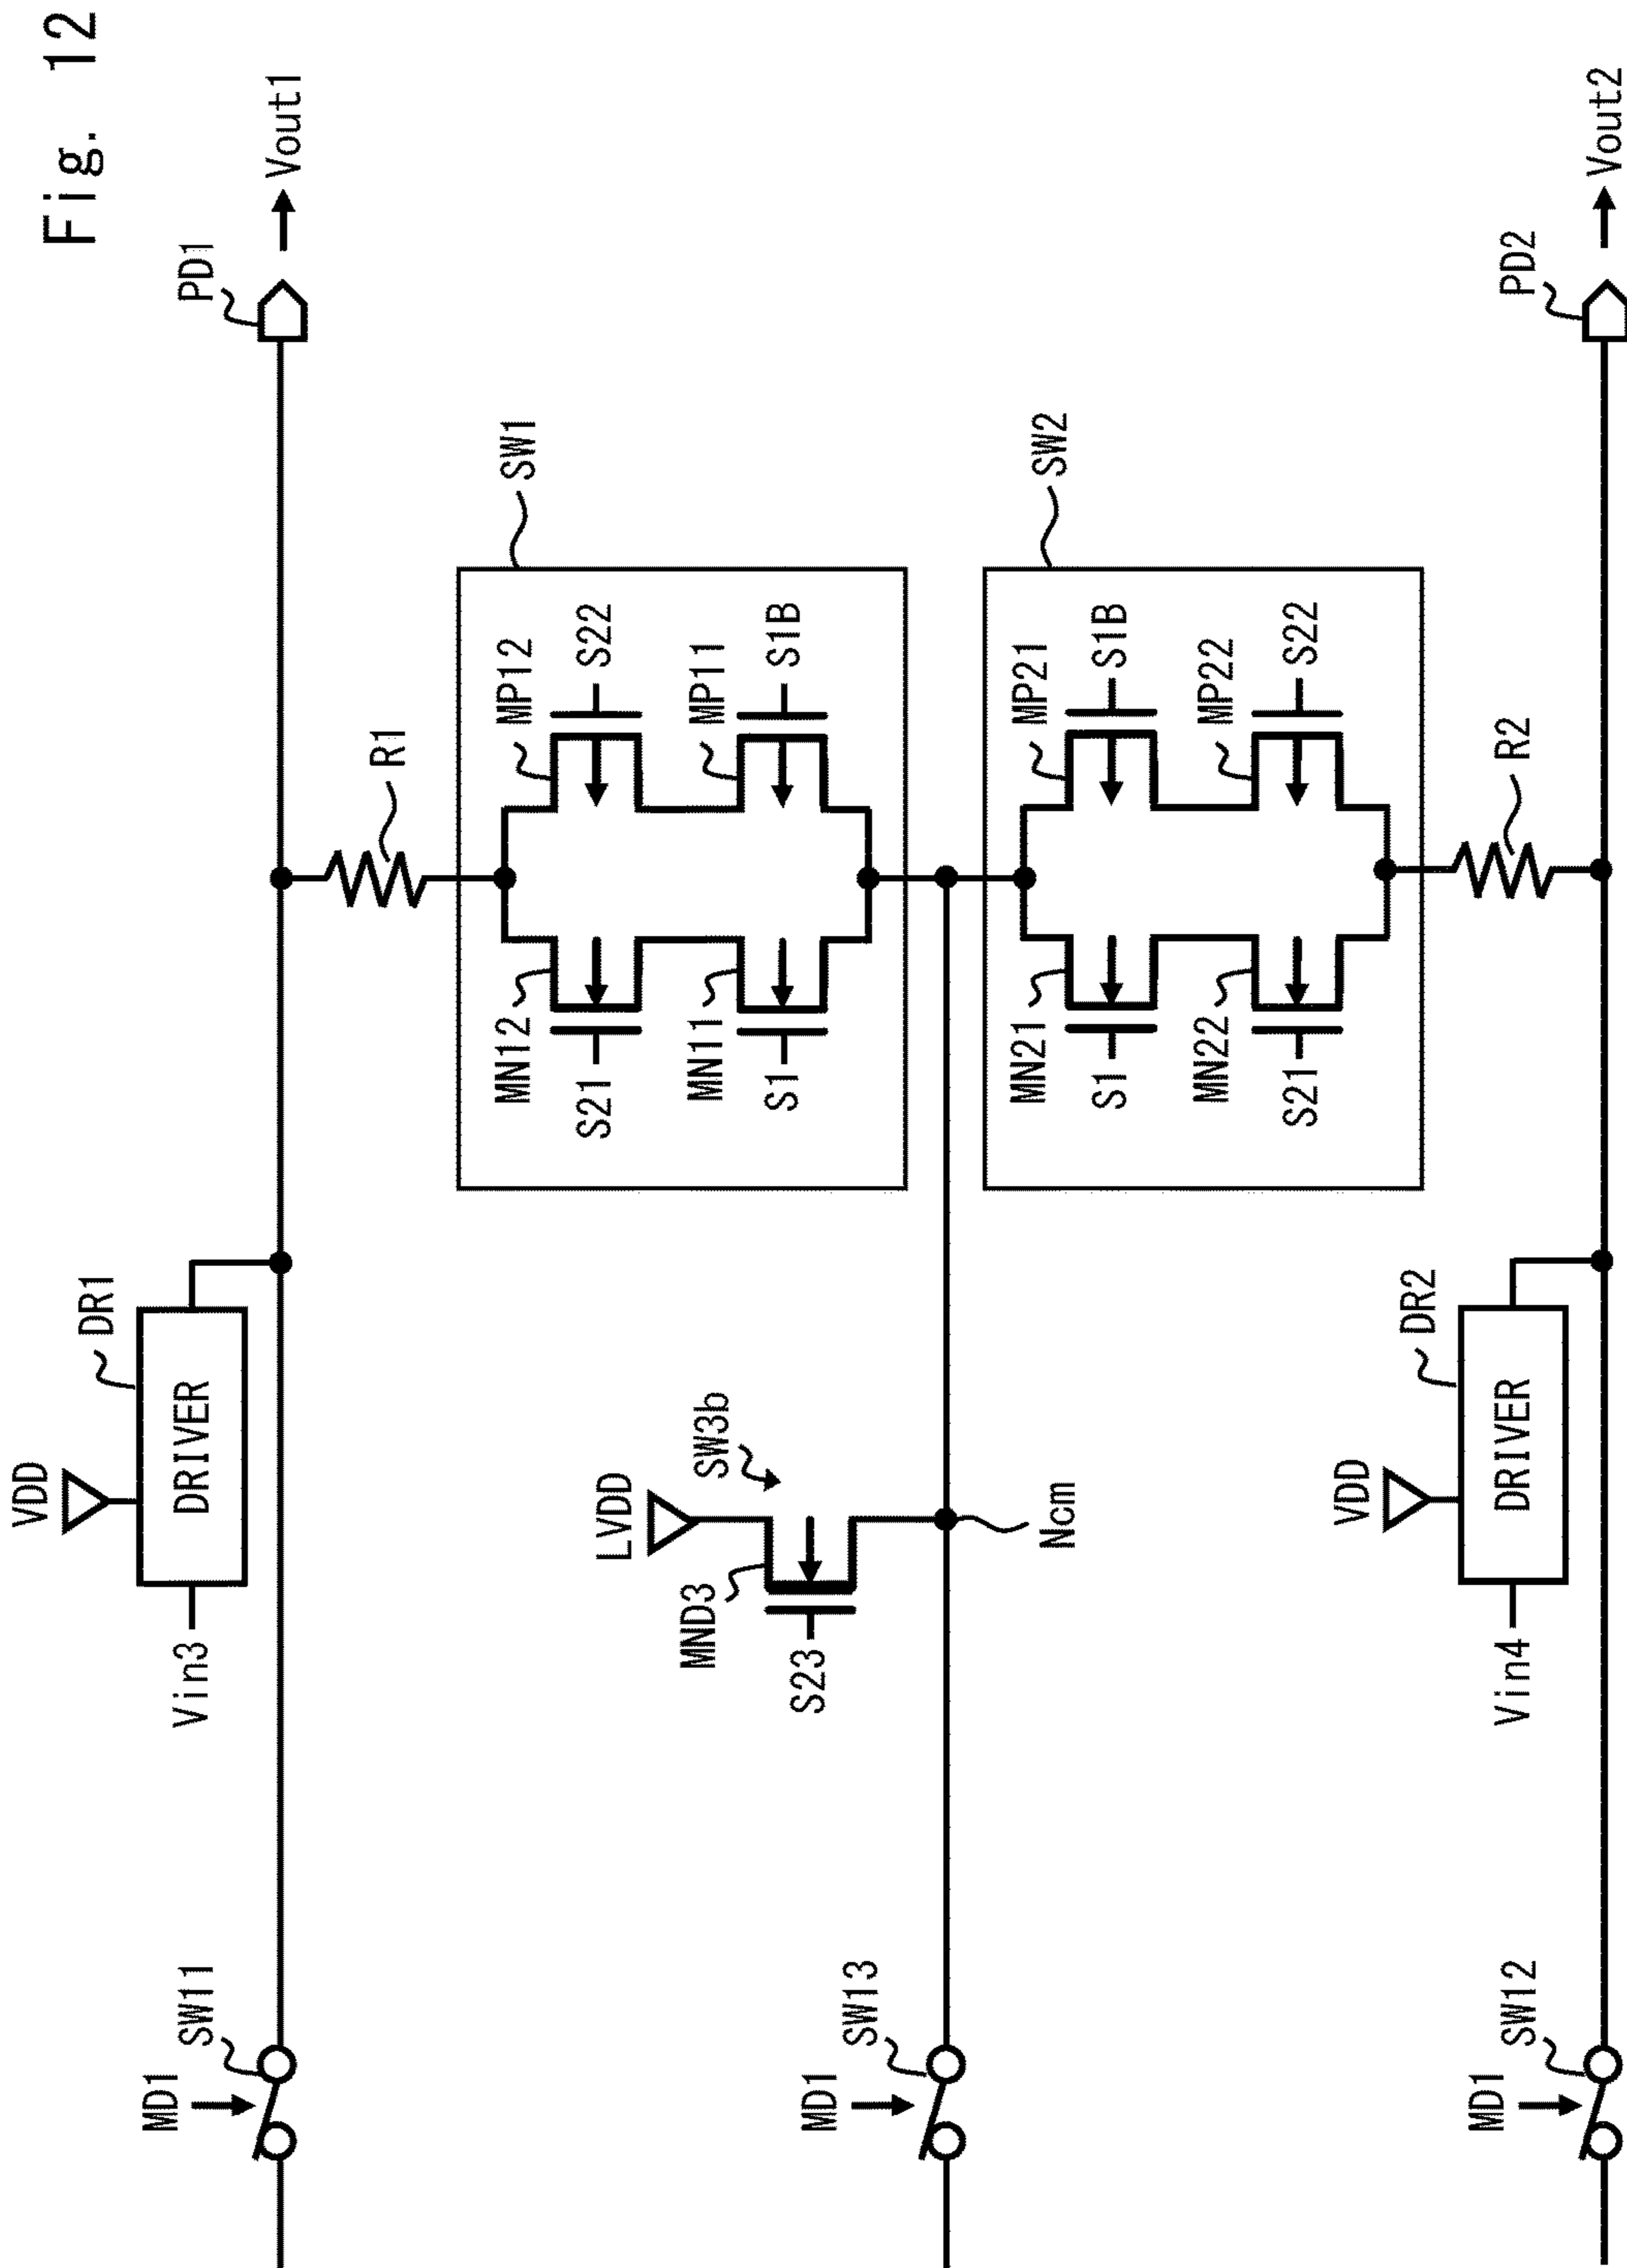 Fig. 12
VDD
DR1
DRIVER
Vin3
MD1
SW11
PD1
Vout1
R1
SW1
MN12
MP12
S21
S22
MN11
MP11
S1
S1B
LVDD
SW3b
MND3
S23
MD1
SW13
Ncm
SW2
MN21
MP21
S1
S1B
MN22
MP22
S21
S22
R2
VDD
DR2
DRIVER
Vin4
MD1
SW12
PD2
Vout2